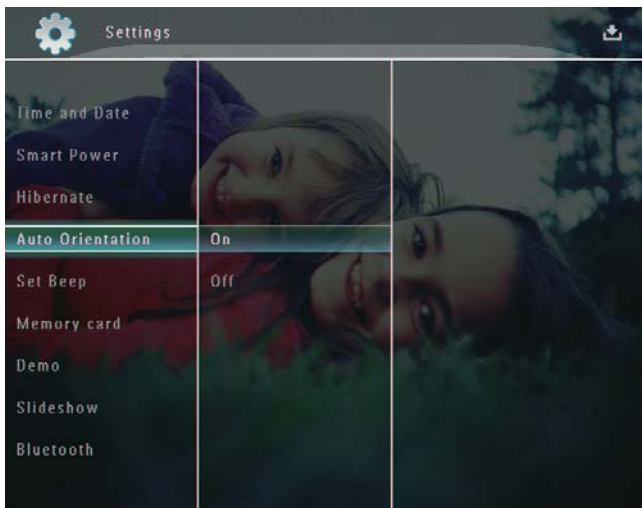 Settings
Time and Date
Smart Power
Hibernate
Auto Orientation
On
Set Beep
Off
Memory card
Demo
Slideshow
Bluetooth